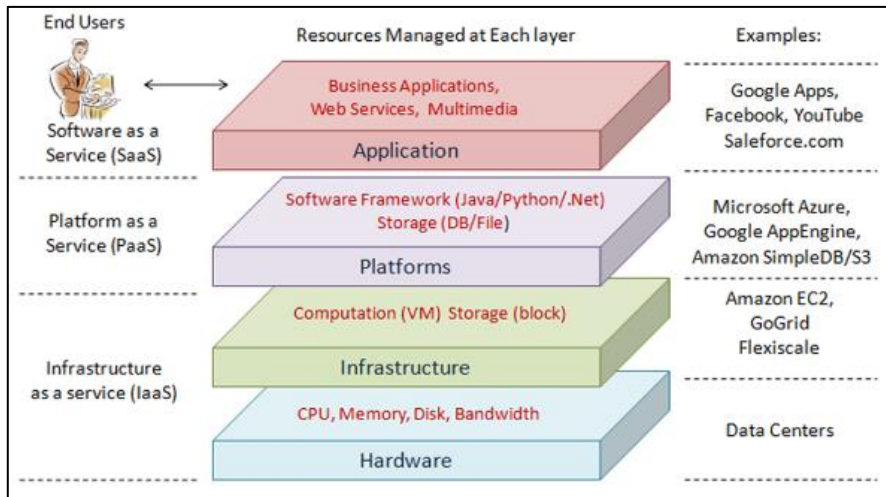 End Users
Resources Managed at Each layer
Examples:
Business Applications,
Web Services, Multimedia
Application
Software as a
Service (SaaS)
Google Apps,
Facebook, YouTube
Saleforce.com
Software Framework (Java/Python/.Net)
Storage (DB/File)
Platforms
Platform as a
Service (PaaS)
Microsoft Azure,
Google AppEngine,
Amazon SimpleDB/S3
Computation (VM) Storage (block)
Infrastructure
Amazon EC2,
GoGrid
Flexiscale
Infrastructure
as a service (IaaS)
CPU, Memory, Disk, Bandwidth
Hardware
Data Centers